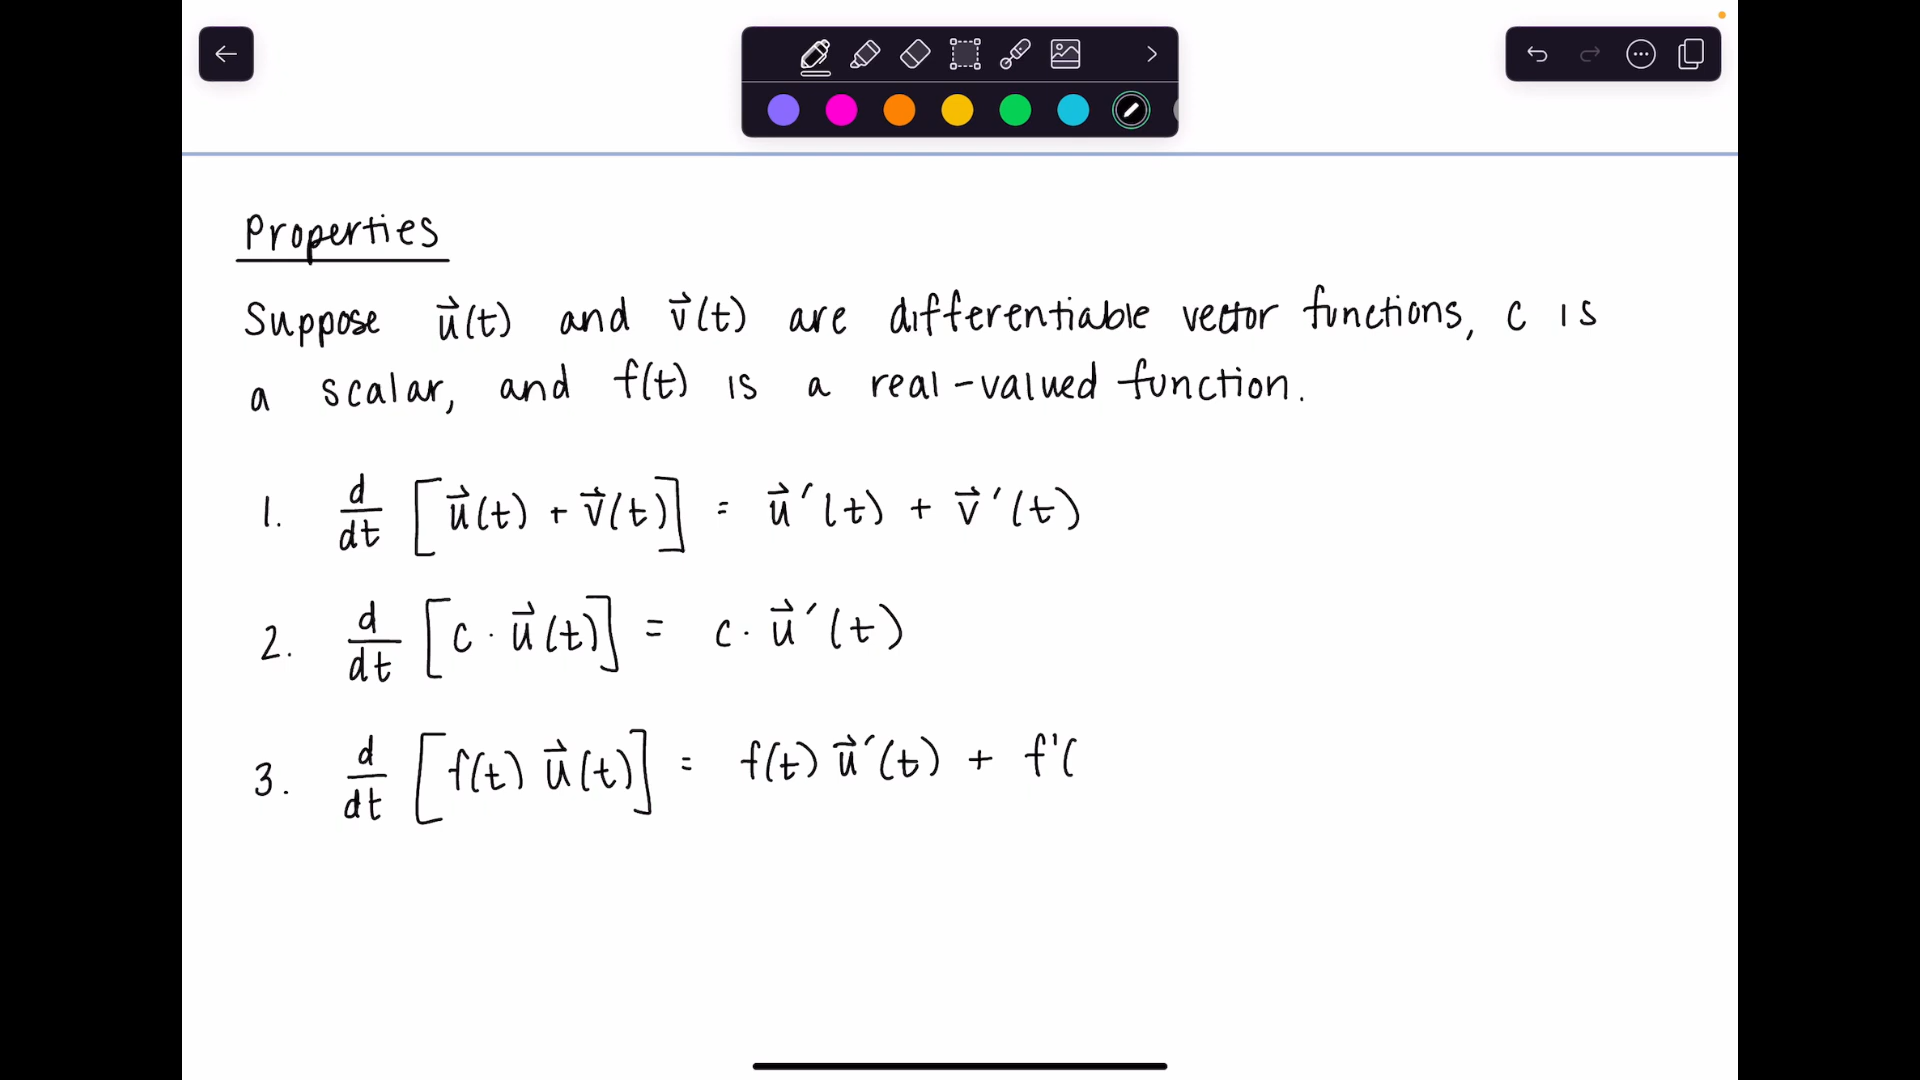 Properties
Suppose u⃗(t) and v⃗(t) are differentiable vector functions, c is
a scalar, and f(t) is a real-valued function.
1. d/dt [u⃗(t) + v⃗(t)] = u⃗′(t) + v⃗′(t)
2. d/dt [c · u⃗(t)] = c · u⃗′(t)
3. d/dt [f(t) u⃗(t)] = f(t) u⃗′(t) + f'(